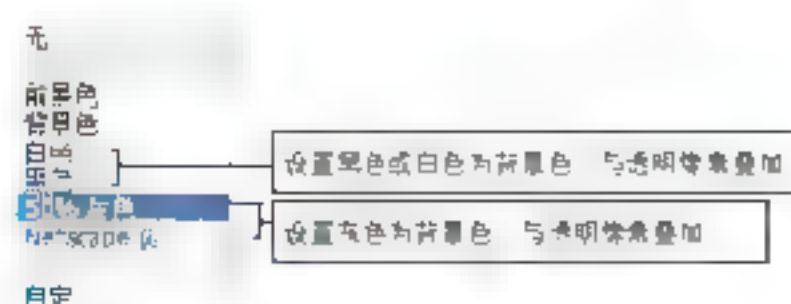 无
前景色
背景色
白色
黑色
设置黑色或白色为背景色 与透明像素叠加
设置灰色为背景色 与透明像素叠加
Netscape 灰
自定